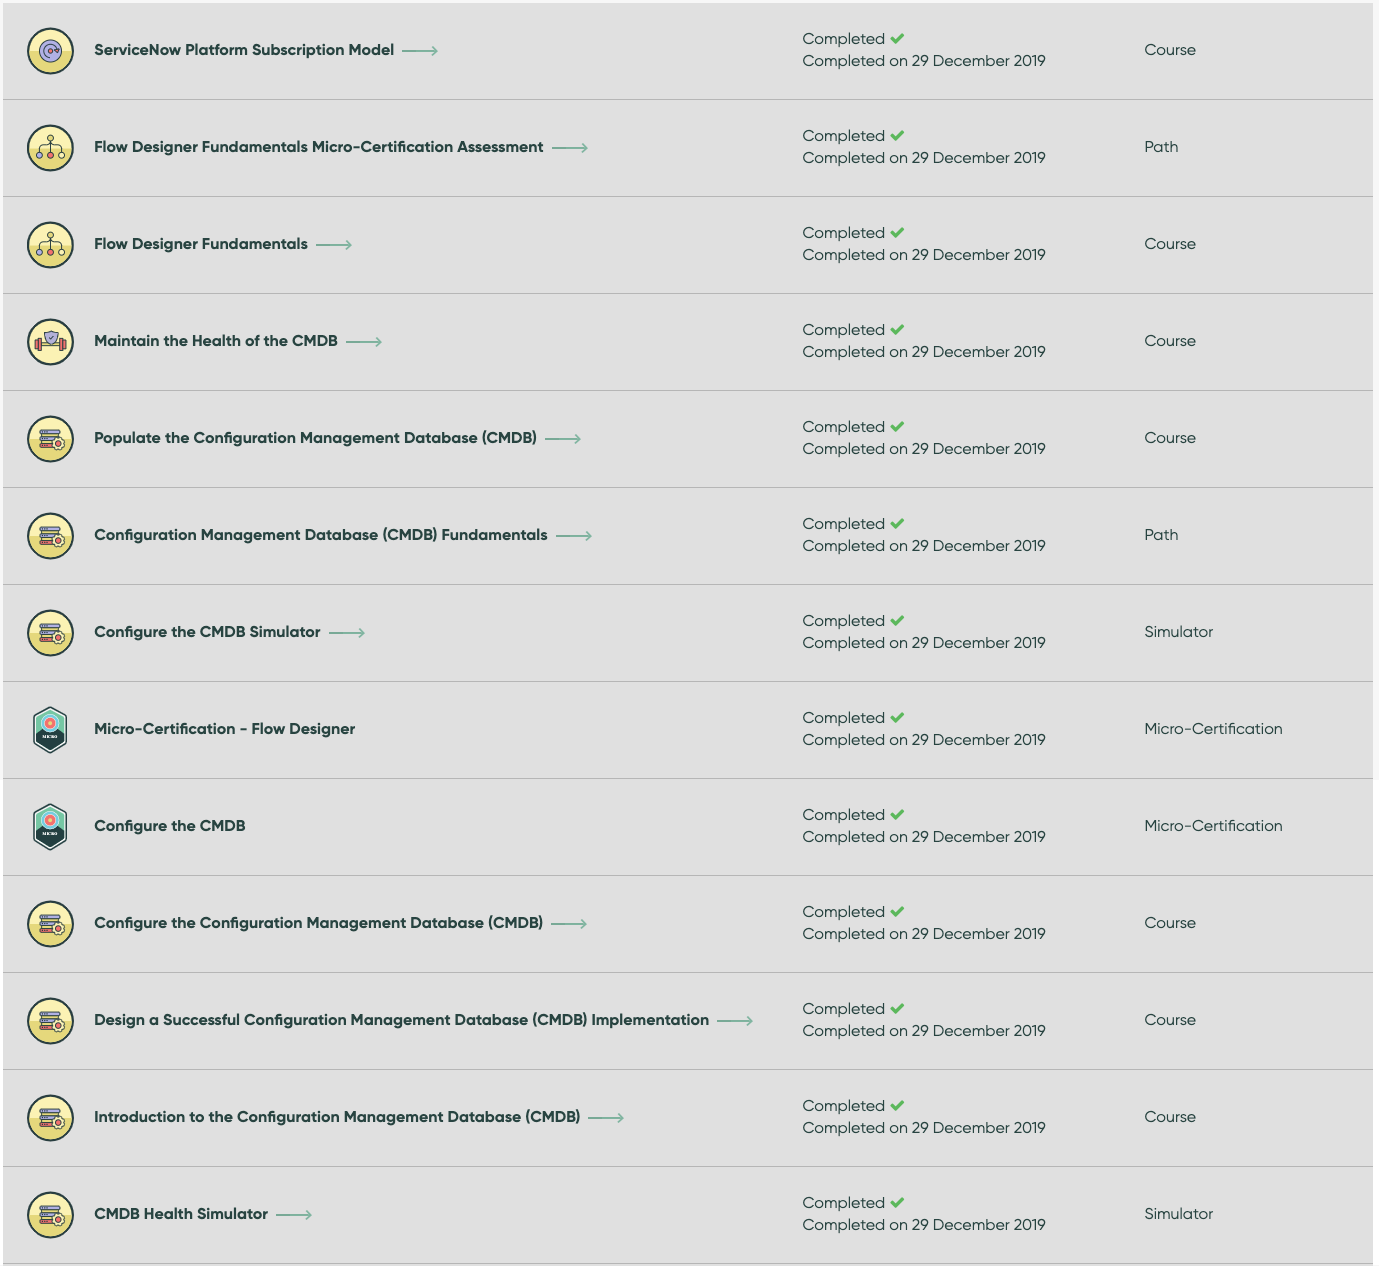 ServiceNow Platform Subscription Model
Completed
Completed on 29 December 2019
Course
Flow Designer Fundamentals Micro-Certification Assessment
Completed
Completed on 29 December 2019
Path
Flow Designer Fundamentals
Completed
Completed on 29 December 2019
Course
Maintain the Health of the CMDB
Completed
Completed on 29 December 2019
Course
Populate the Configuration Management Database (CMDB)
Completed
Completed on 29 December 2019
Course
Configuration Management Database (CMDB) Fundamentals
Completed
Completed on 29 December 2019
Path
Configure the CMDB Simulator
Completed
Completed on 29 December 2019
Simulator
MICRO
Micro-Certification - Flow Designer
Completed
Completed on 29 December 2019
Micro-Certification
MICRO
Configure the CMDB
Completed
Completed on 29 December 2019
Micro-Certification
Configure the Configuration Management Database (CMDB)
Completed
Completed on 29 December 2019
Course
Design a Successful Configuration Management Database (CMDB) Implementation
Completed
Completed on 29 December 2019
Course
Introduction to the Configuration Management Database (CMDB)
Completed
Completed on 29 December 2019
Course
CMDB Health Simulator
Completed
Completed on 29 December 2019
Simulator